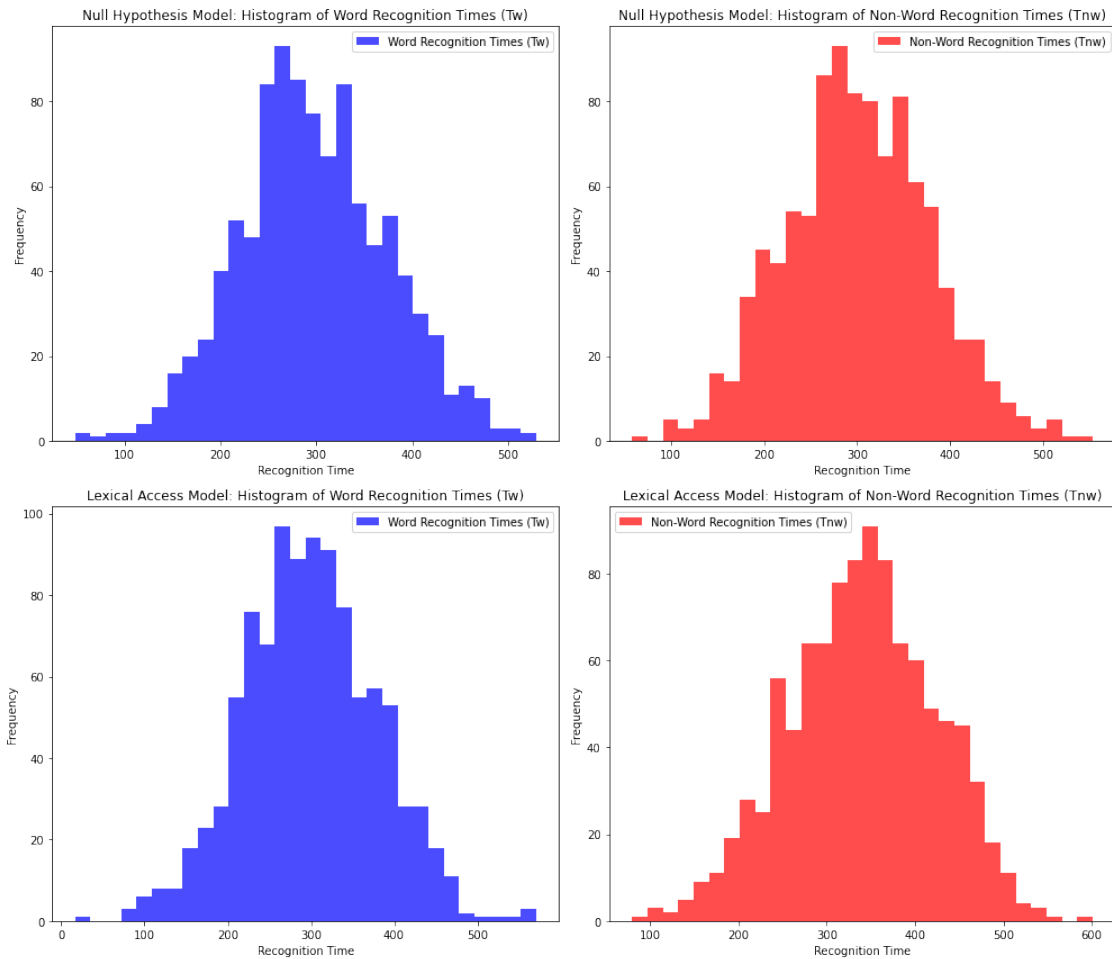 Null Hypothesis Model: Histogram of Word Recognition Times (Tw)
Word Recognition Times (Tw)
80
60
40
20
0
Frequency
100 200 300 400 500
Recognition Time
Null Hypothesis Model: Histogram of Non-Word Recognition Times (Tnw)
Non-Word Recognition Times (Tnw)
80
60
40
20
0
Frequency
100 200 300 400 500
Recognition Time
Lexical Access Model: Histogram of Word Recognition Times (Tw)
Word Recognition Times (Tw)
100
80
60
40
20
0
Frequency
0 100 200 300 400 500
Recognition Time
Lexical Access Model: Histogram of Non-Word Recognition Times (Tnw)
Non-Word Recognition Times (Tnw)
80
60
40
20
0
Frequency
100 200 300 400 500 600
Recognition Time